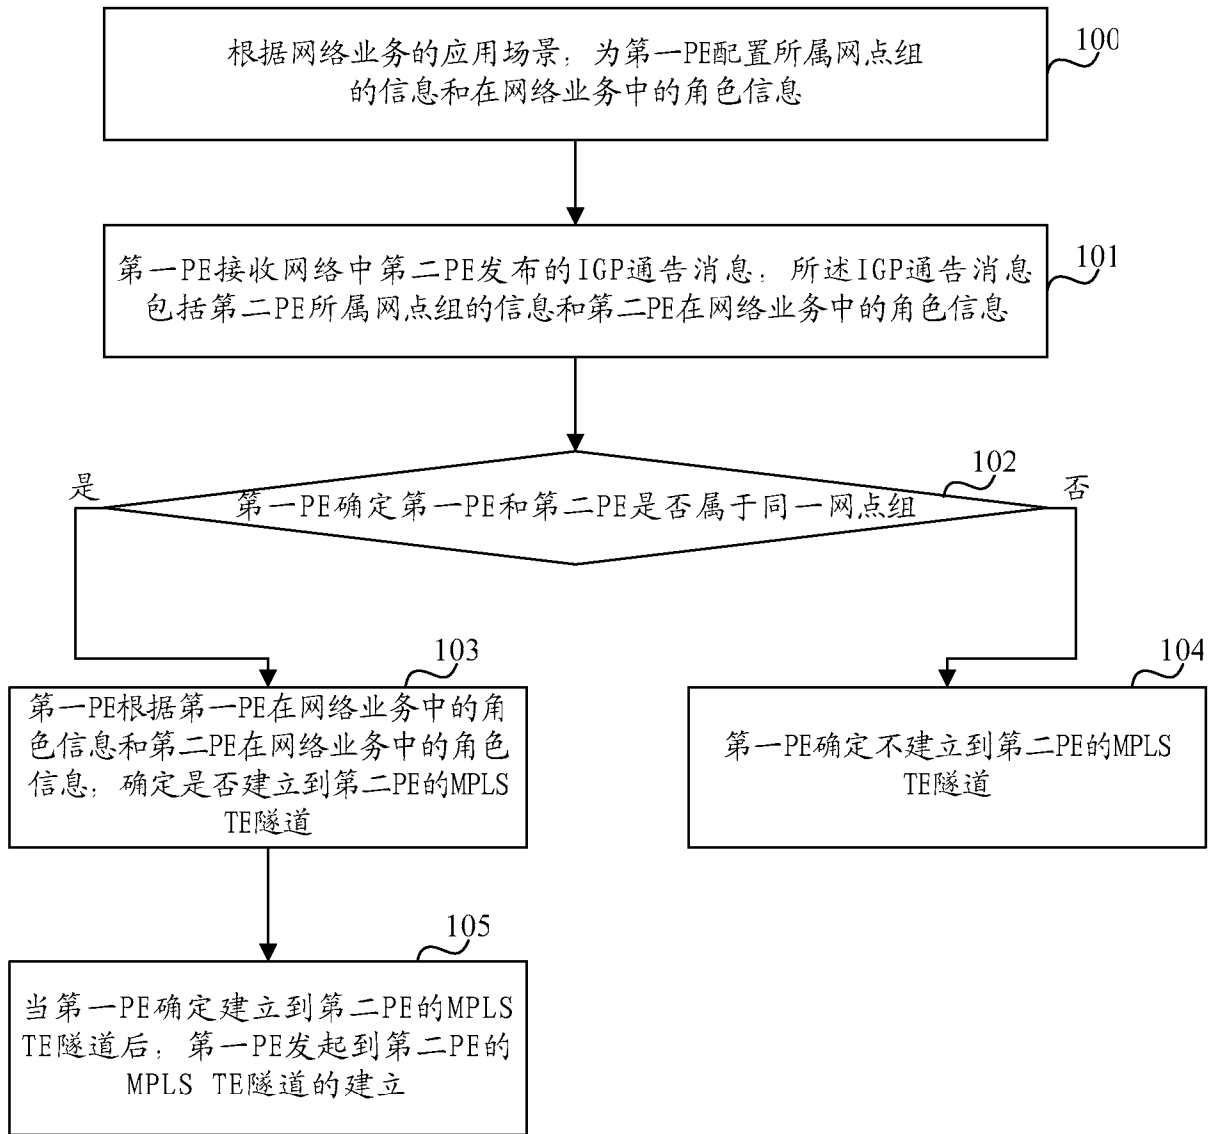 根据网络业务的应用场景，为第一PE配置所属网点组
的信息和在网络业务中的角色信息
100
第一PE接收网络中第二PE发布的IGP通告消息，所述IGP通告消息
包括第二PE所属网点组的信息和第二PE在网络业务中的角色信息
101
是
102
否
第一PE确定第一PE和第二PE是否属于同一网点组
103
第一PE根据第一PE在网络业务中的角
色信息和第二PE在网络业务中的角色
信息，确定是否建立到第二PE的MPLS
TE隧道
104
第一PE确定不建立到第二PE的MPLS
TE隧道
105
当第一PE确定建立到第二PE的MPLS
TE隧道后，第一PE发起到第二PE的
MPLS TE隧道的建立